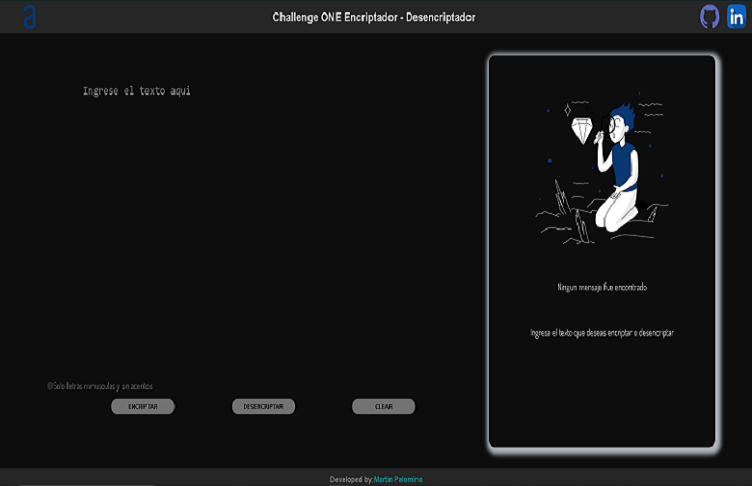 a
Challenge ONE Encriptador - Desencriptador
in
Ingrese el texto aqui
Ningun mensaje fue encontrado
Ingresa el texto que deseas encriptar o desencriptar
Solo letras minusculas y sin acentos
ENCRIPTAR
DESENCRIPTAR
CLEAR
Developed by:Martin Palomino